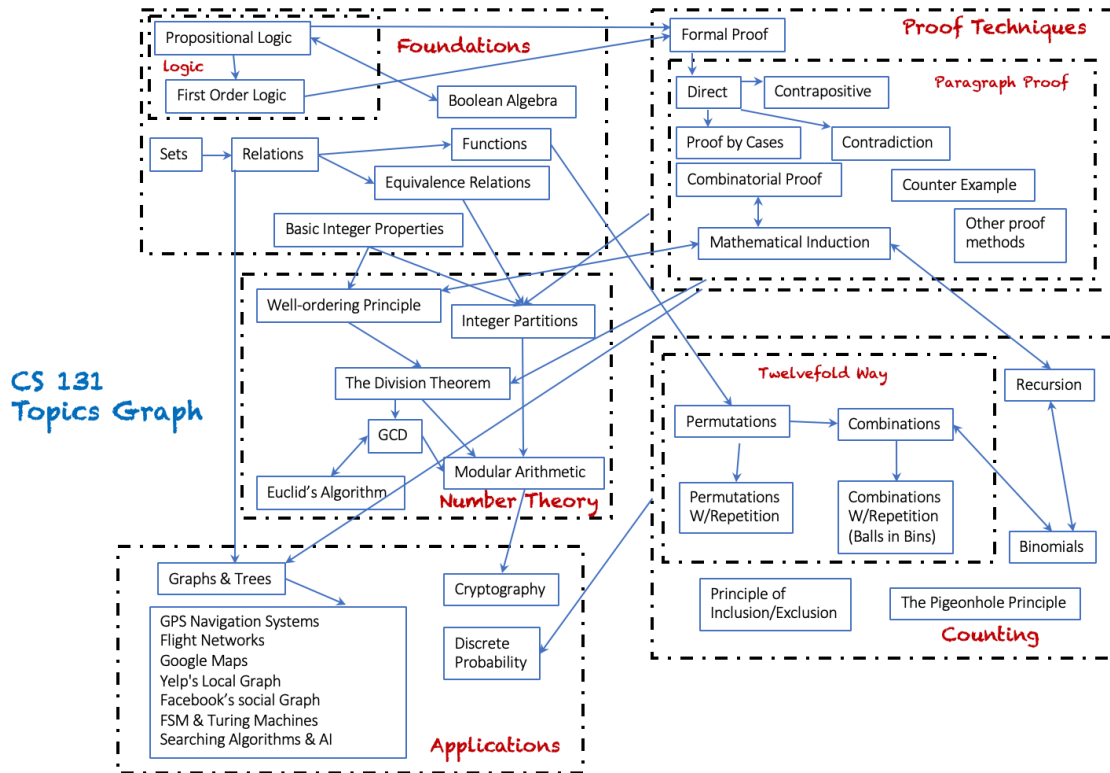 Propositional Logic
Logic
First Order Logic
Foundations
Boolean Algebra
Sets
Relations
Functions
Equivalence Relations
Basic Integer Properties
Formal Proof
Proof Techniques
Paragraph Proof
Direct
Contrapositive
Proof by Cases
Contradiction
Combinatorial Proof
Counter Example
Mathematical Induction
Other proof
methods
Well-ordering Principle
Integer Partitions
The Division Theorem
GCD
Euclid's Algorithm
Modular Arithmetic
Number Theory
CS 131
Topics Graph
Twelvefold Way
Recursion
Permutations
Combinations
Permutations
W/Repetition
Combinations
W/Repetition
(Balls in Bins)
Binomials
Principle of
Inclusion/Exclusion
The Pigeonhole Principle
Counting
Graphs & Trees
GPS Navigation Systems
Flight Networks
Google Maps
Yelp's Local Graph
Facebook's social Graph
FSM & Turing Machines
Searching Algorithms & AI
Cryptography
Discrete
Probability
Applications